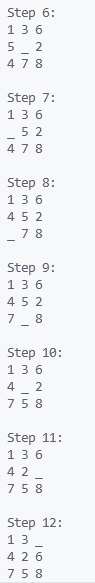 Step 6:
1 3 6
5 _ 2
4 7 8
Step 7:
1 3 6
_ 5 2
4 7 8
Step 8:
1 3 6
4 5 2
_ 7 8
Step 9:
1 3 6
4 5 2
7 _ 8
Step 10:
1 3 6
4 _ 2
7 5 8
Step 11:
1 3 6
4 2 _
7 5 8
Step 12:
1 3 _
4 2 6
7 5 8